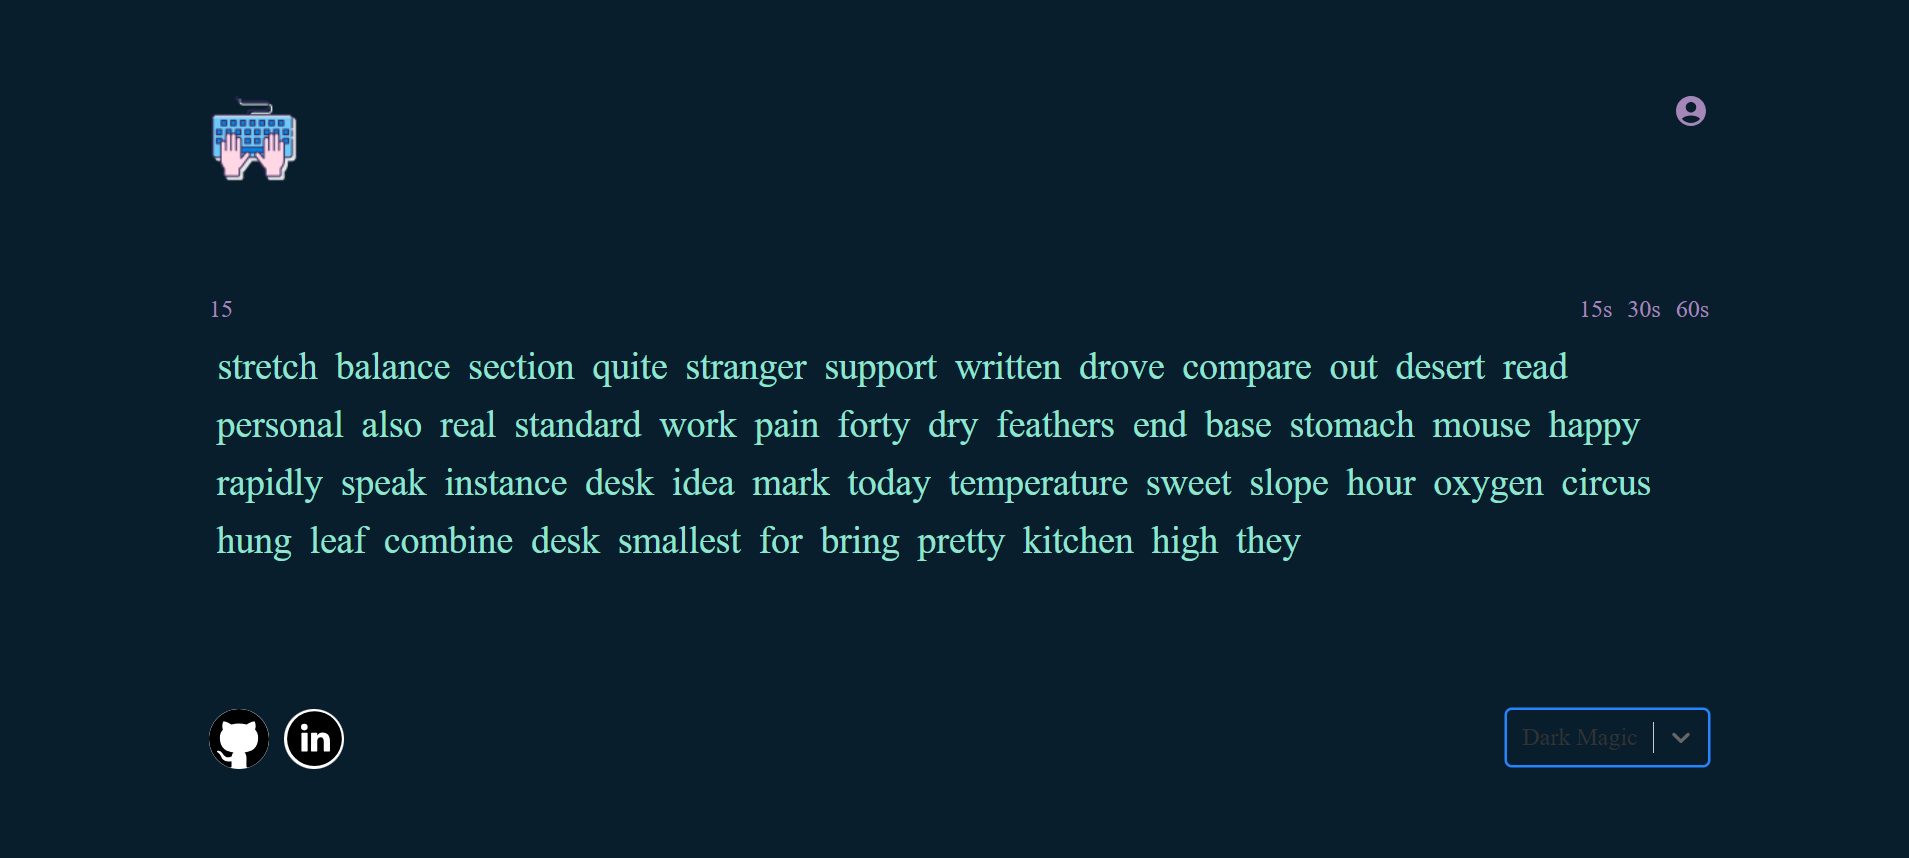 15
15s 30s 60s
stretch balance section quite stranger support written drove compare out desert read
personal also real standard work pain forty dry feathers end base stomach mouse happy
rapidly speak instance desk idea mark today temperature sweet slope hour oxygen circus
hung leaf combine desk smallest for bring pretty kitchen high they
in
Dark Magic